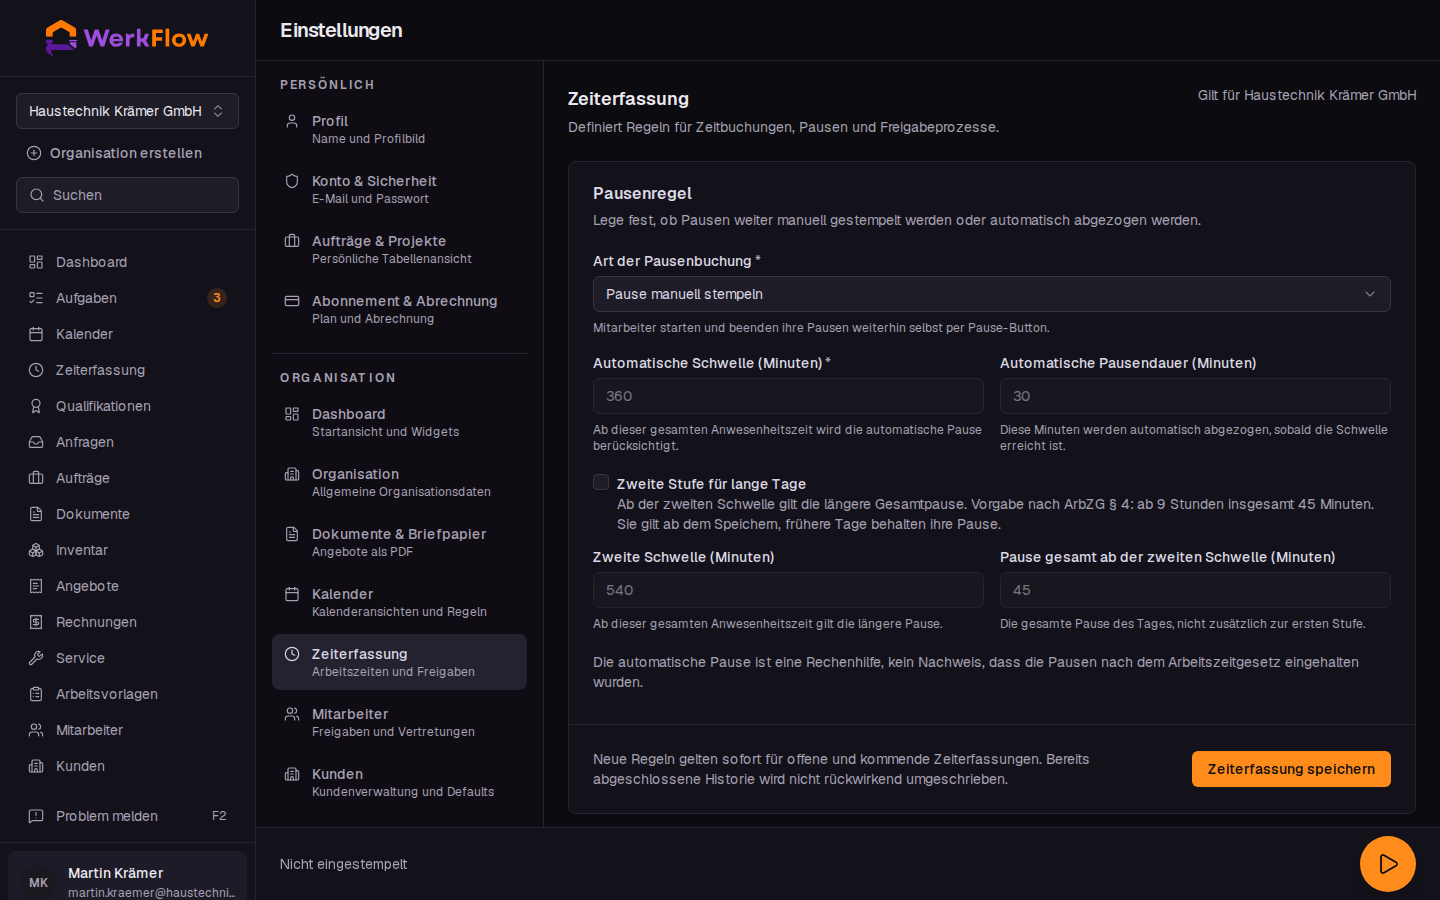 WerkFlow
Haustechnik Krämer GmbH
Organisation erstellen
Suchen
Dashboard
Aufgaben
3
Kalender
Zeiterfassung
Qualifikationen
Anfragen
Aufträge
Dokumente
Inventar
Angebote
Rechnungen
Service
Arbeitsvorlagen
Mitarbeiter
Kunden
Problem melden
F2
MK
Martin Krämer
martin.kraemer@haustechni...
Einstellungen
PERSÖNLICH
Profil
Name und Profilbild
Konto & Sicherheit
E-Mail und Passwort
Aufträge & Projekte
Persönliche Tabellenansicht
Abonnement & Abrechnung
Plan und Abrechnung
ORGANISATION
Dashboard
Startansicht und Widgets
Organisation
Allgemeine Organisationsdaten
Dokumente & Briefpapier
Angebote als PDF
Kalender
Kalenderansichten und Regeln
Zeiterfassung
Arbeitszeiten und Freigaben
Mitarbeiter
Freigaben und Vertretungen
Kunden
Kundenverwaltung und Defaults
Zeiterfassung
Gilt für Haustechnik Krämer GmbH
Definiert Regeln für Zeitbuchungen, Pausen und Freigabeprozesse.
Pausenregel
Lege fest, ob Pausen weiter manuell gestempelt werden oder automatisch abgezogen werden.
Art der Pausenbuchung *
Pause manuell stempeln
Mitarbeiter starten und beenden ihre Pausen weiterhin selbst per Pause-Button.
Automatische Schwelle (Minuten) *
360
Ab dieser gesamten Anwesenheitszeit wird die automatische Pause
berücksichtigt.
Automatische Pausendauer (Minuten)
30
Diese Minuten werden automatisch abgezogen, sobald die Schwelle
erreicht ist.
Zweite Stufe für lange Tage
Ab der zweiten Schwelle gilt die längere Gesamtpause. Vorgabe nach ArbZG § 4: ab 9 Stunden insgesamt 45 Minuten.
Sie gilt ab dem Speichern, frühere Tage behalten ihre Pause.
Zweite Schwelle (Minuten)
540
Ab dieser gesamten Anwesenheitszeit gilt die längere Pause.
Pause gesamt ab der zweiten Schwelle (Minuten)
45
Die gesamte Pause des Tages, nicht zusätzlich zur ersten Stufe.
Die automatische Pause ist eine Rechenhilfe, kein Nachweis, dass die Pausen nach dem Arbeitszeitgesetz eingehalten
wurden.
Neue Regeln gelten sofort für offene und kommende Zeiterfassungen. Bereits
abgeschlossene Historie wird nicht rückwirkend umgeschrieben.
Zeiterfassung speichern
Nicht eingestempelt